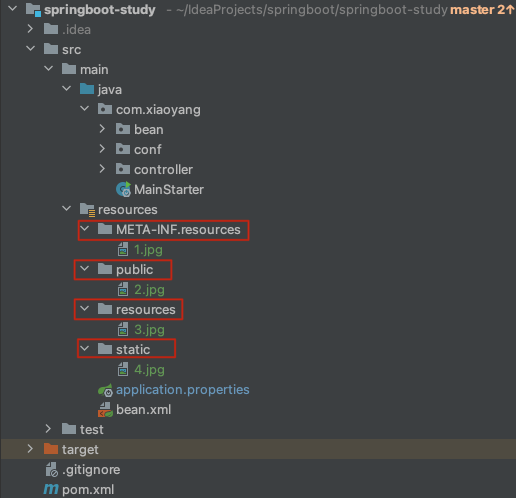 springboot-study - ~/IdeaProjects/springboot/springboot-study master 2↑
.idea
src
main
java
com.xiaoyang
bean
conf
controller
MainStarter
resources
META-INF.resources
1.jpg
public
2.jpg
resources
3.jpg
static
4.jpg
application.properties
bean.xml
test
target
.gitignore
pom.xml